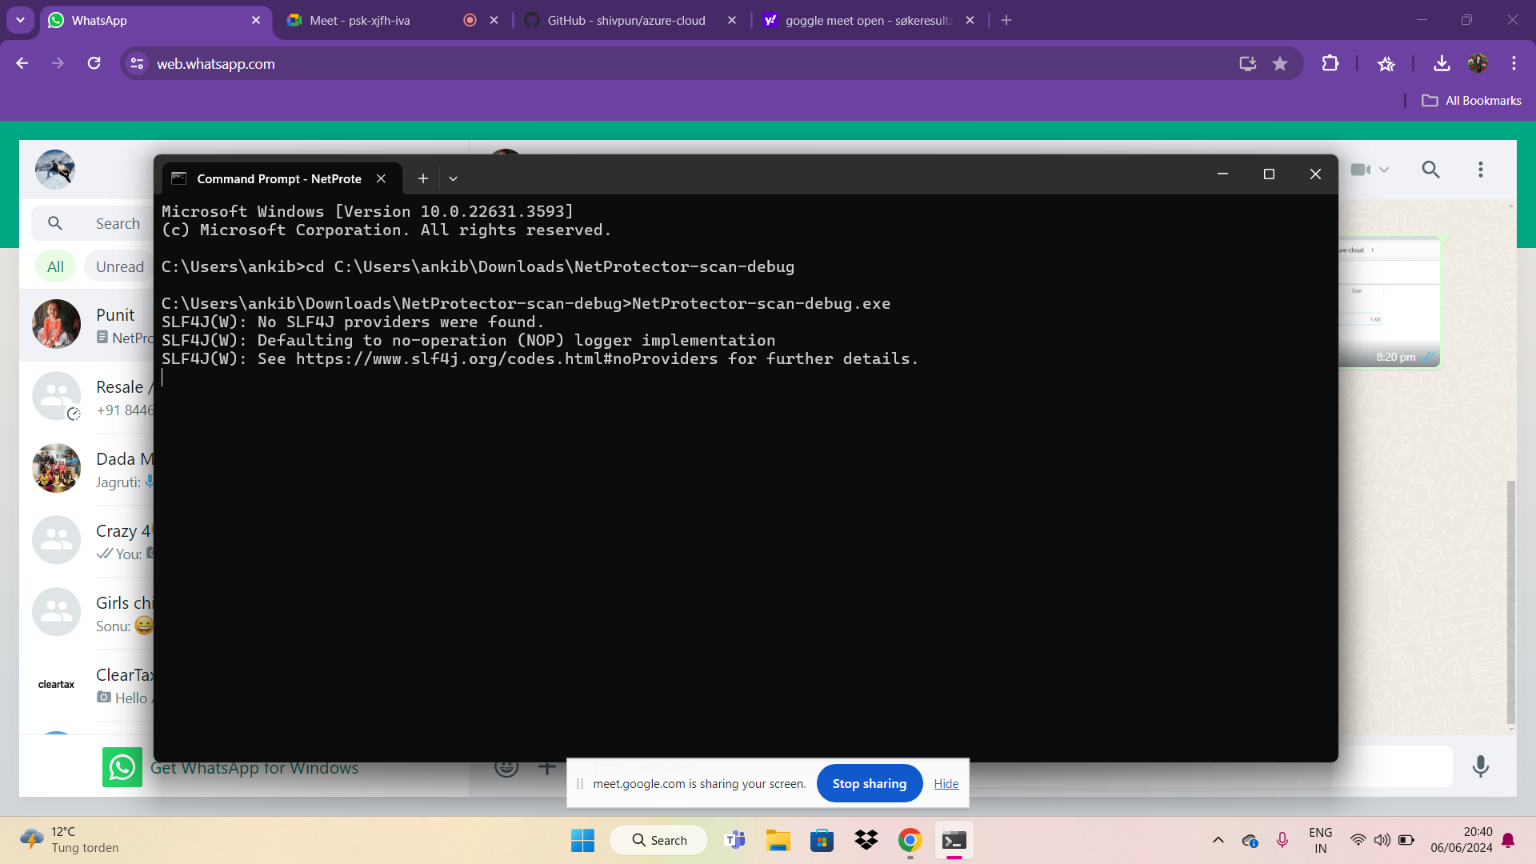 WhatsApp
Meet - psk-xjfh-iva
GitHub - shivpun/azure-cloud
goggle meet open - søkeresult
web.whatsapp.com
All Bookmarks
Command Prompt - NetProte
Microsoft Windows [Version 10.0.22631.3593]
(c) Microsoft Corporation. All rights reserved.
C:\Users\ankib>cd C:\Users\ankib\Downloads\NetProtector-scan-debug
C:\Users\ankib\Downloads\NetProtector-scan-debug>NetProtector-scan-debug.exe
SLF4J(W): No SLF4J providers were found.
SLF4J(W): Defaulting to no-operation (NOP) logger implementation
SLF4J(W): See https://www.slf4j.org/codes.html#noProviders for further details.
Search
All
Unread
Punit
NetPro
Resale /
+91 8446
Dada M
Jagruti:
Crazy 4
You:
Girls chi
Sonu:
cleartax
ClearTax
Hello
Get WhatsApp for Windows
1 KB
8:20 pm
meet.google.com is sharing your screen.
Stop sharing
Hide
12°C
Tung torden
Search
ENG
IN
20:40
06/06/2024